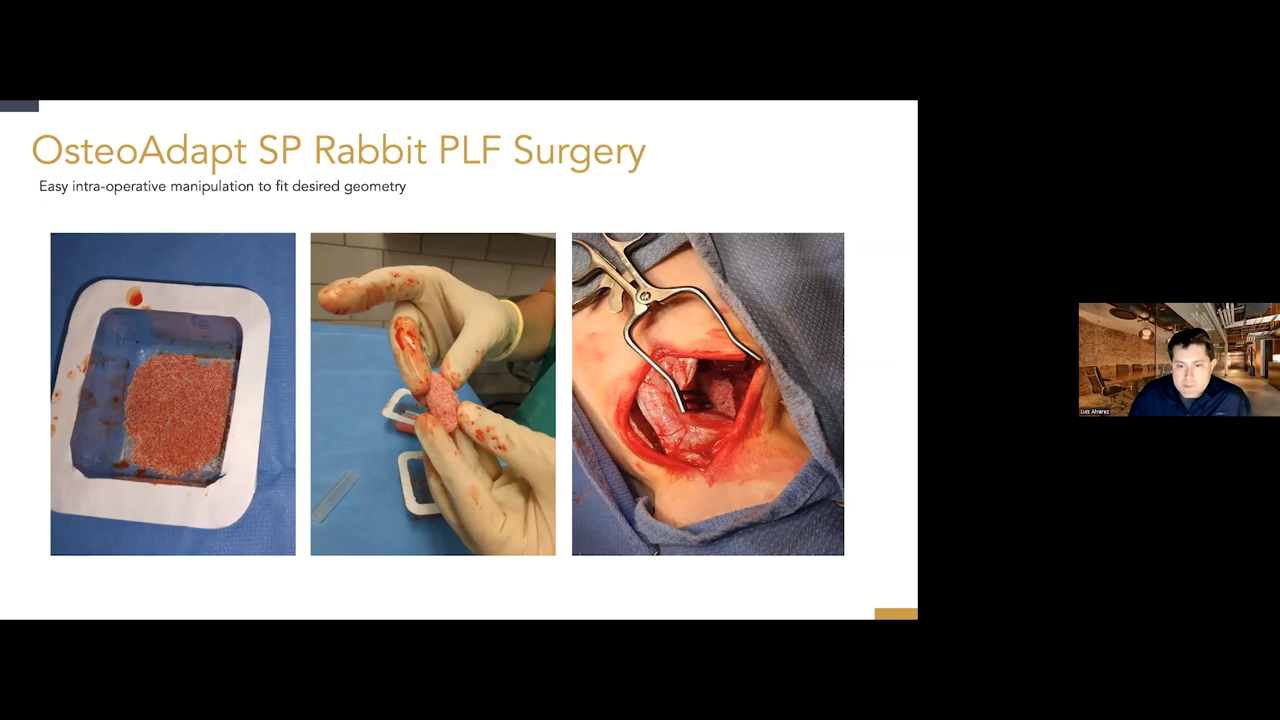 OsteoAdapt SP Rabbit PLF Surgery
Easy intra-operative manipulation to fit desired geometry
Luis Alvarez